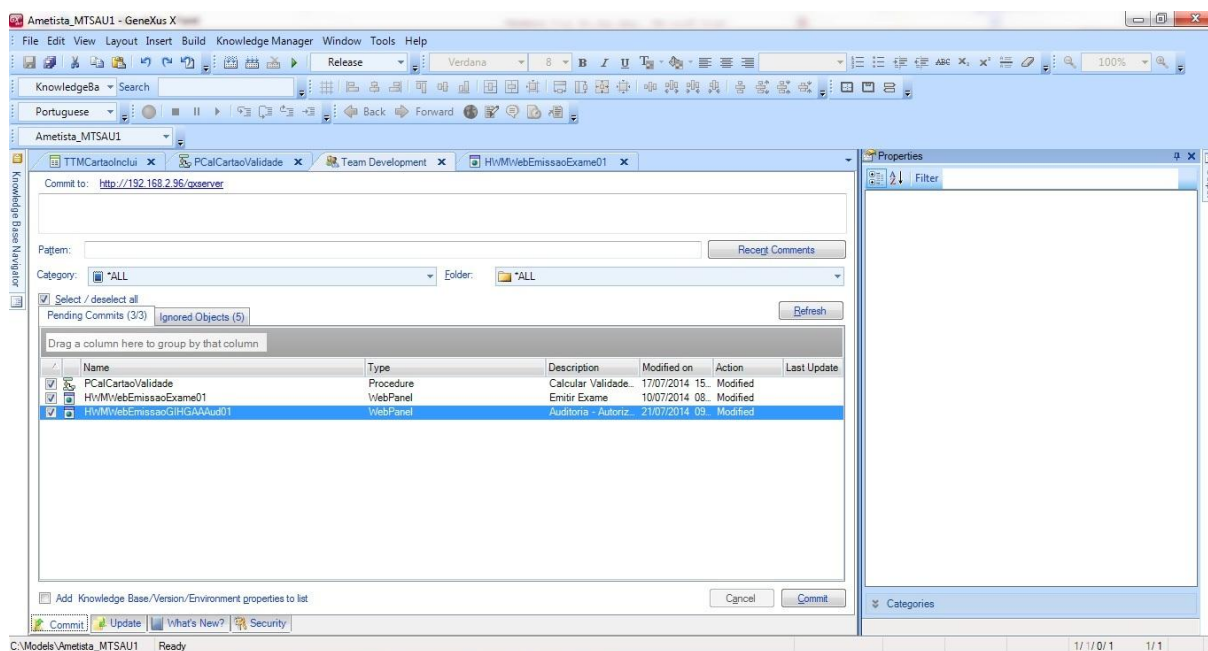 Ametista_MTSAU1 - GeneXus X
File Edit View Layout Insert Build Knowledge Manager Window Tools Help
Release Verdana 8 B I U ABC 100%
KnowledgeBa Search
Portuguese Back Forward
Ametista_MTSAU1
TTMCartaoInclui PCalCartaoValidade Team Development HWMWebEmissaoExame01
Knowledge Base Navigator
Commit to: http://192.168.2.96/gxserver
Pattern: Recent Comments
Category: *ALL Folder: *ALL
Select / deselect all
Pending Commits (3/3) Ignored Objects (5) Refresh
Drag a column here to group by that column
Name Type Description Modified on Action Last Update
PCalCartaoValidade Procedure Calcular Validade... 17/07/2014 15... Modified
HWMWebEmissaoExame01 WebPanel Emitir Exame 10/07/2014 08... Modified
HWMWebEmissaoGIHGAAAud01 WebPanel Auditoria - Autoriz... 21/07/2014 09... Modified
Add Knowledge Base/Version/Environment properties to list Cancel Commit
Commit Update What's New? Security
Properties
Filter
Categories
C:\Models\Ametista_MTSAU1 Ready 1/1/0/1 1/1